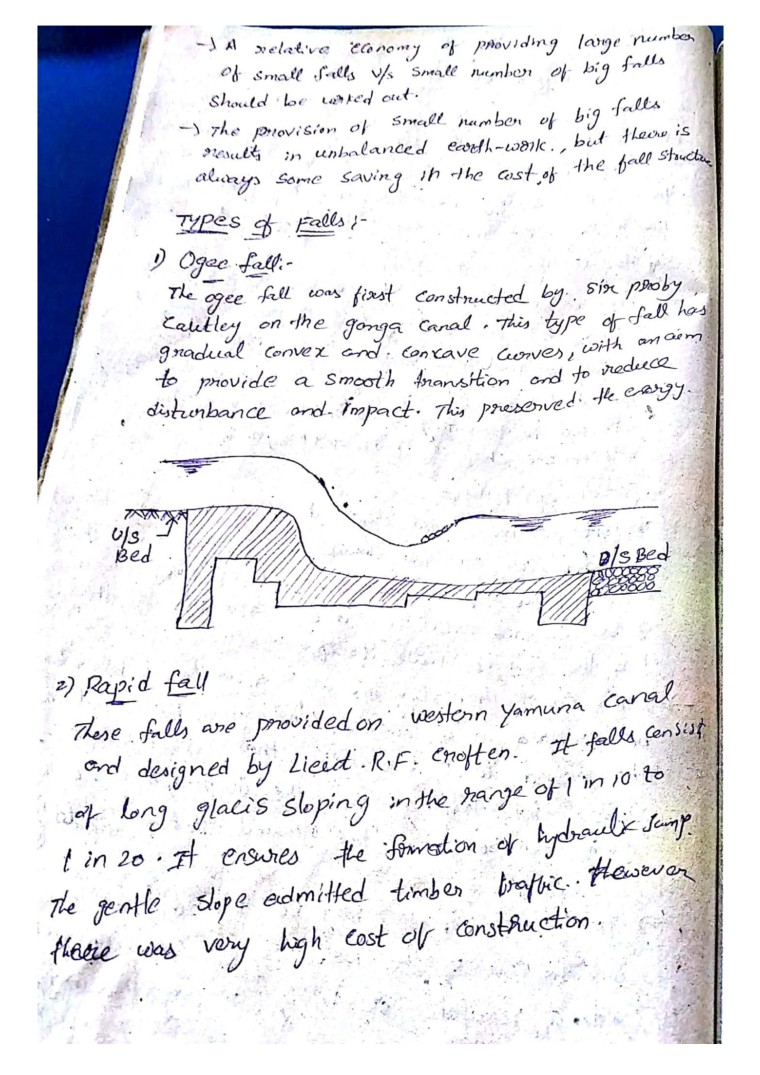 → A relative economy of providing large number
of small falls v/s small number of big falls
should be worked out.
→ The provision of small number of big falls
results in unbalanced earth-work., but there is
always some saving in the cost of the fall structure
Types of Falls :-
1) Ogee fall:-
The ogee fall was first constructed by sir proby
Cautley on the ganga canal. This type of fall has
gradual convex and concave curves, with an aim
to provide a smooth transition and to reduce
disturbance and impact. This preserved the energy.
U/S
Bed
D/S Bed
2) Rapid fall
These falls are provided on western Yamuna canal
and designed by Lieut. R.F. Croften. It falls consist
of long glacis sloping in the range of 1 in 10 to
1 in 20. It ensures the formation of hydraulic Jump.
The gentle slope admitted timber traffic. However
there was very high cost of construction.